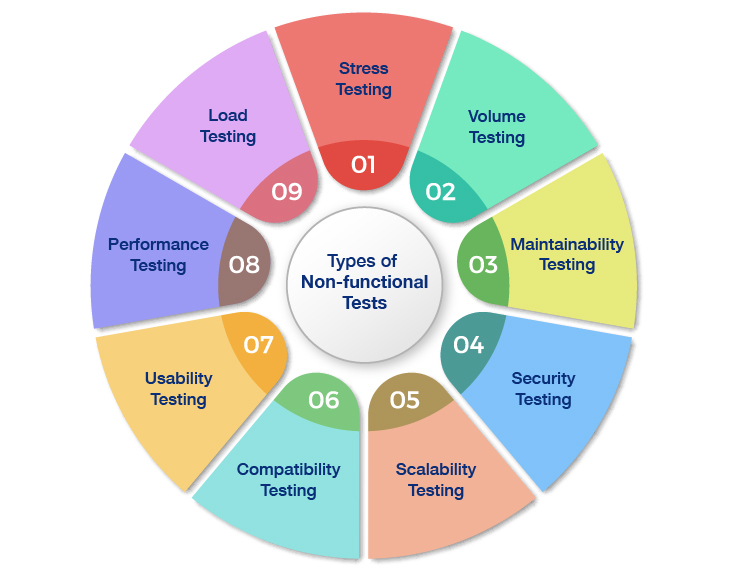 Types of
Non-functional
Tests
Stress
Testing
01
Volume
Testing
02
Maintainability
Testing
03
Security
Testing
04
Scalability
Testing
05
Compatibility
Testing
06
Usability
Testing
07
Performance
Testing
08
Load
Testing
09